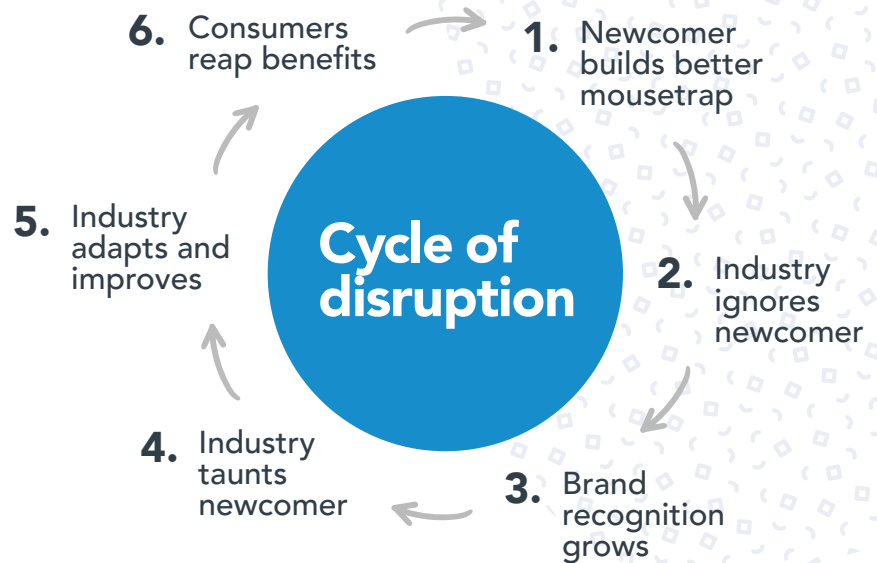 Cycle of
disruption
1. Newcomer
builds better
mousetrap
2. Industry
ignores
newcomer
3. Brand
recognition
grows
4. Industry
taunts
newcomer
5. Industry
adapts and
improves
6. Consumers
reap benefits